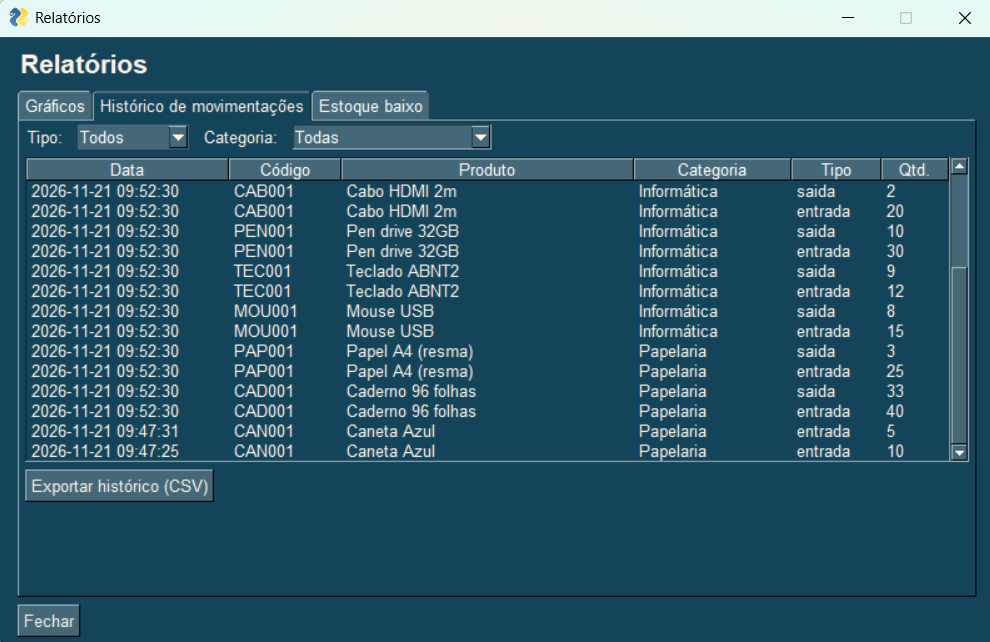 Relatórios
Relatórios
Gráficos Histórico de movimentações Estoque baixo
Tipo: Todos Categoria: Todas
Data Código Produto Categoria Tipo Qtd.
2026-11-21 09:52:30 CAB001 Cabo HDMI 2m Informática saida 2
2026-11-21 09:52:30 CAB001 Cabo HDMI 2m Informática entrada 20
2026-11-21 09:52:30 PEN001 Pen drive 32GB Informática saida 10
2026-11-21 09:52:30 PEN001 Pen drive 32GB Informática entrada 30
2026-11-21 09:52:30 TEC001 Teclado ABNT2 Informática saida 9
2026-11-21 09:52:30 TEC001 Teclado ABNT2 Informática entrada 12
2026-11-21 09:52:30 MOU001 Mouse USB Informática saida 8
2026-11-21 09:52:30 MOU001 Mouse USB Informática entrada 15
2026-11-21 09:52:30 PAP001 Papel A4 (resma) Papelaria saida 3
2026-11-21 09:52:30 PAP001 Papel A4 (resma) Papelaria entrada 25
2026-11-21 09:52:30 CAD001 Caderno 96 folhas Papelaria saida 33
2026-11-21 09:52:30 CAD001 Caderno 96 folhas Papelaria entrada 40
2026-11-21 09:47:31 CAN001 Caneta Azul Papelaria entrada 5
2026-11-21 09:47:25 CAN001 Caneta Azul Papelaria entrada 10
Exportar histórico (CSV)
Fechar